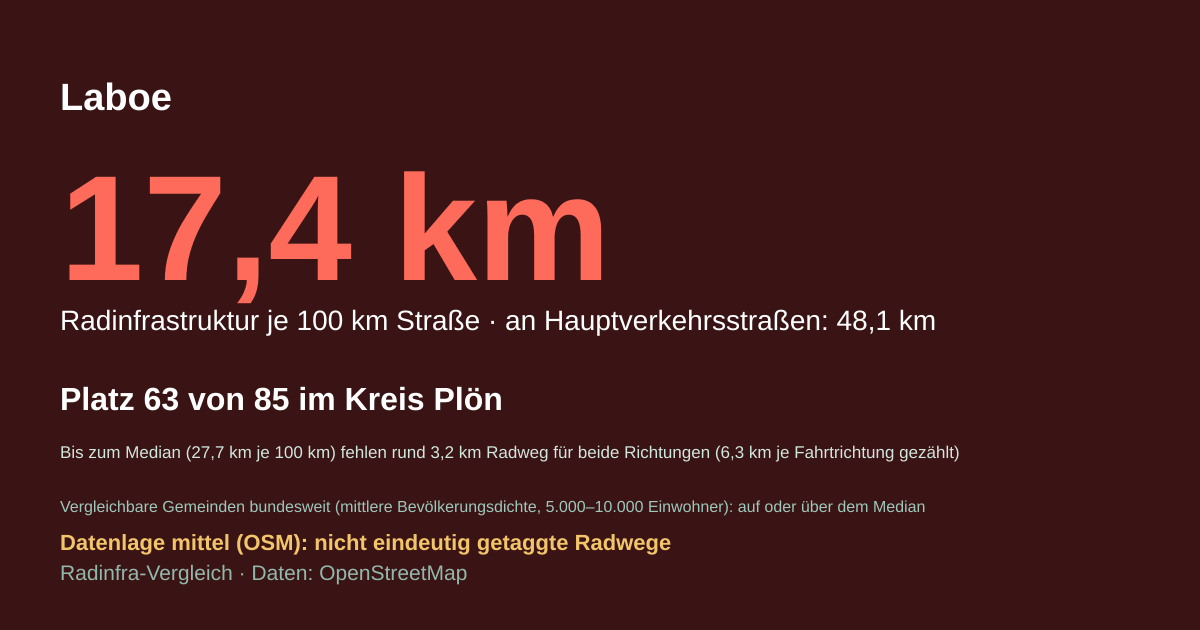 Laboe
17,4 km
Radinfrastruktur je 100 km Straße · an Hauptverkehrsstraßen: 48,1 km
Platz 63 von 85 im Kreis Plön
Bis zum Median (27,7 km je 100 km) fehlen rund 3,2 km Radweg für beide Richtungen (6,3 km je Fahrtrichtung gezählt)
Vergleichbare Gemeinden bundesweit (mittlere Bevölkerungsdichte, 5.000–10.000 Einwohner): auf oder über dem Median
Datenlage mittel (OSM): nicht eindeutig getaggte Radwege
Radinfra-Vergleich · Daten: OpenStreetMap